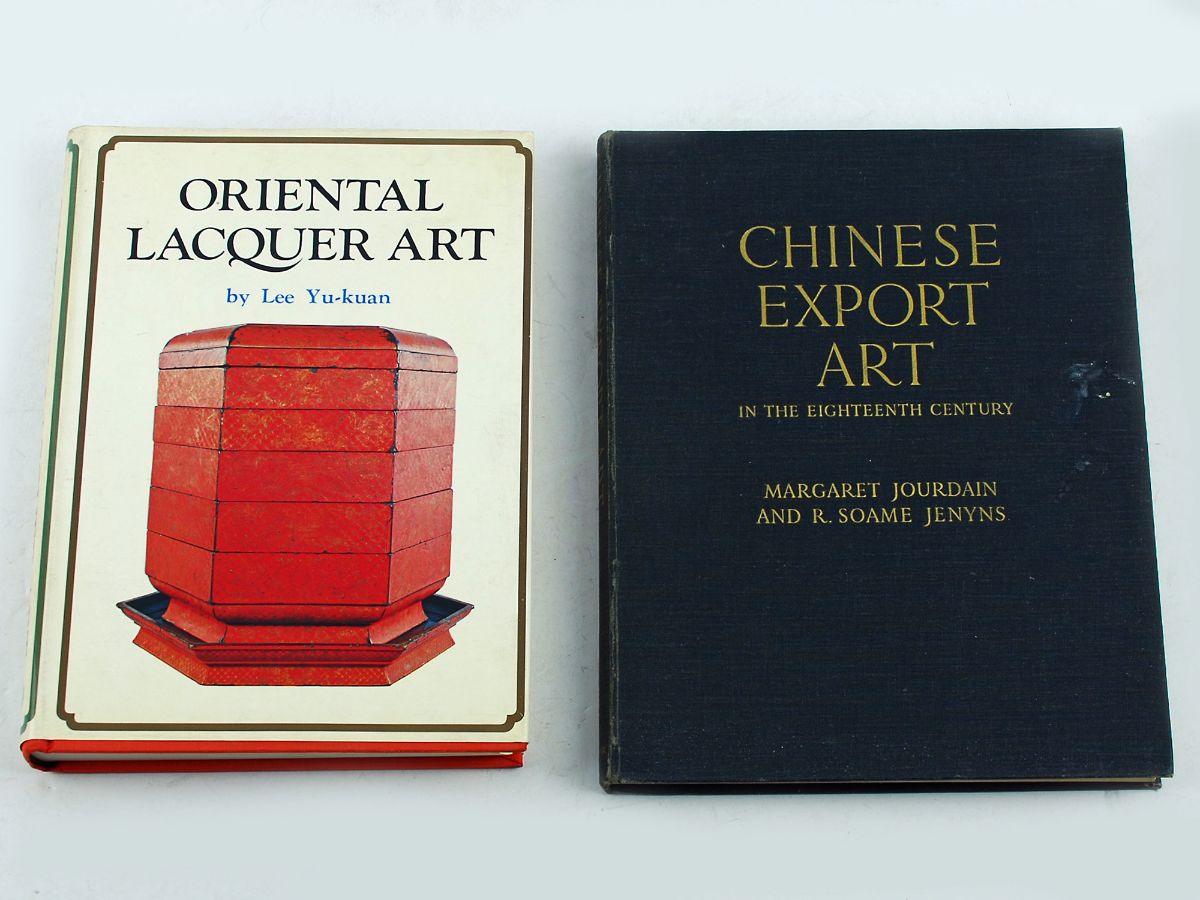 ORIENTAL
LACQUER ART
by Lee Yu-kuan
CHINESE
EXPORT
ART
IN THE EIGHTEENTH CENTURY
MARGARET JOURDAIN
AND R. SOAME JENYNS